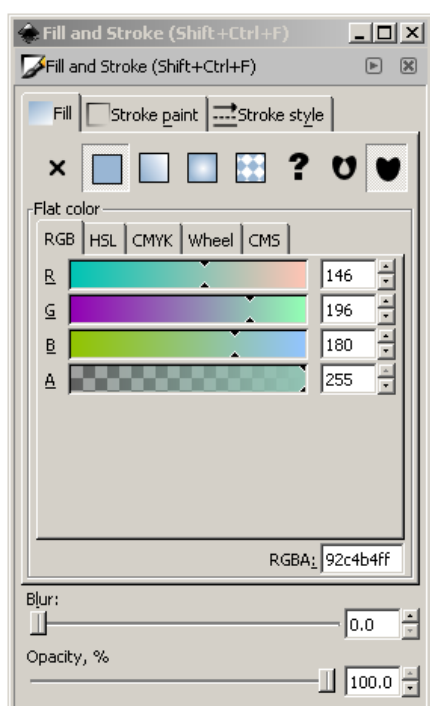 Fill and Stroke (Shift+Ctrl+F)
Fill and Stroke (Shift+Ctrl+F)
Fill Stroke paint Stroke style
?
Flat color
RGB HSL CMYK Wheel CMS
R 146
G 196
B 180
A 255
RGBA: 92c4b4ff
Blur:
0.0
Opacity, %
100.0